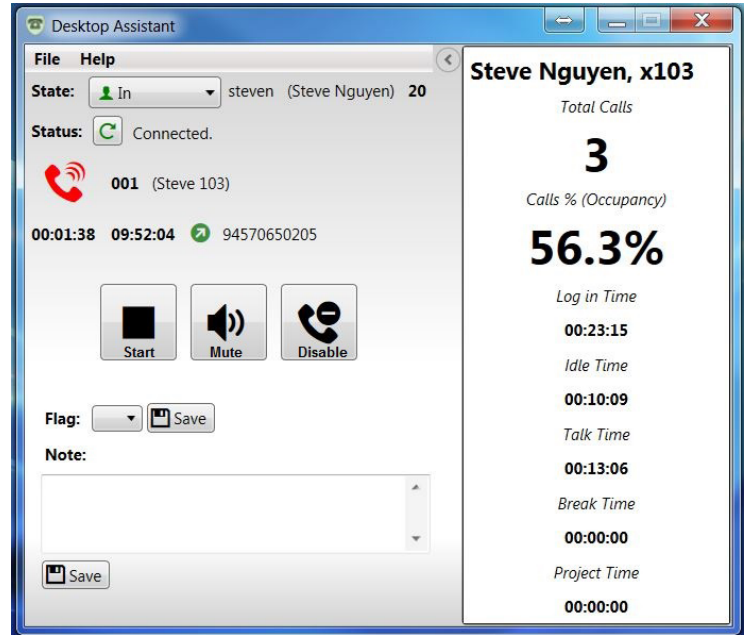 Desktop Assistant
File Help
State: In steven (Steve Nguyen) 20
Status: Connected.
001 (Steve 103)
00:01:38 09:52:04 94570650205
Start Mute Disable
Flag: Save
Note:
Save
Steve Nguyen, x103
Total Calls
3
Calls % (Occupancy)
56.3%
Log in Time
00:23:15
Idle Time
00:10:09
Talk Time
00:13:06
Break Time
00:00:00
Project Time
00:00:00